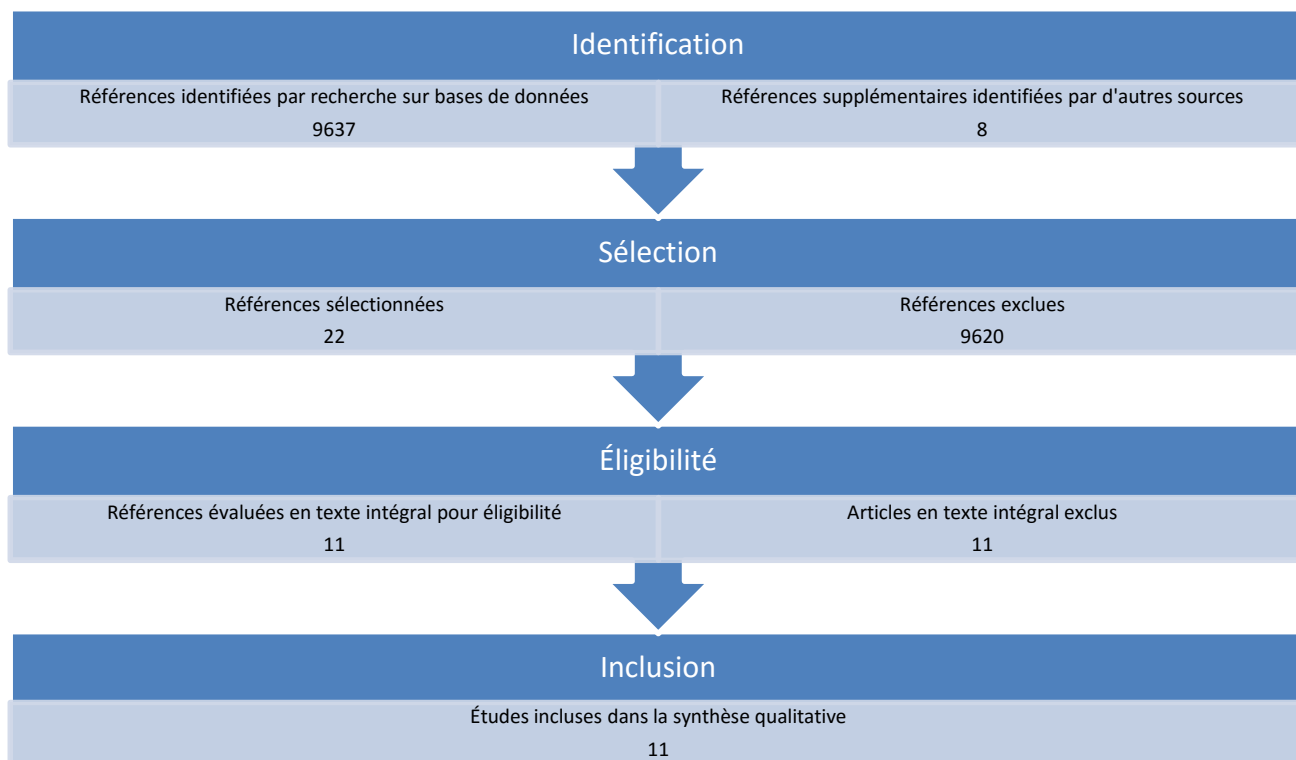 Identification
Références identifiées par recherche sur bases de données
9637
Références supplémentaires identifiées par d'autres sources
8
Sélection
Références sélectionnées
22
Références exclues
9620
Éligibilité
Références évaluées en texte intégral pour éligibilité
11
Articles en texte intégral exclus
11
Inclusion
Études incluses dans la synthèse qualitative
11